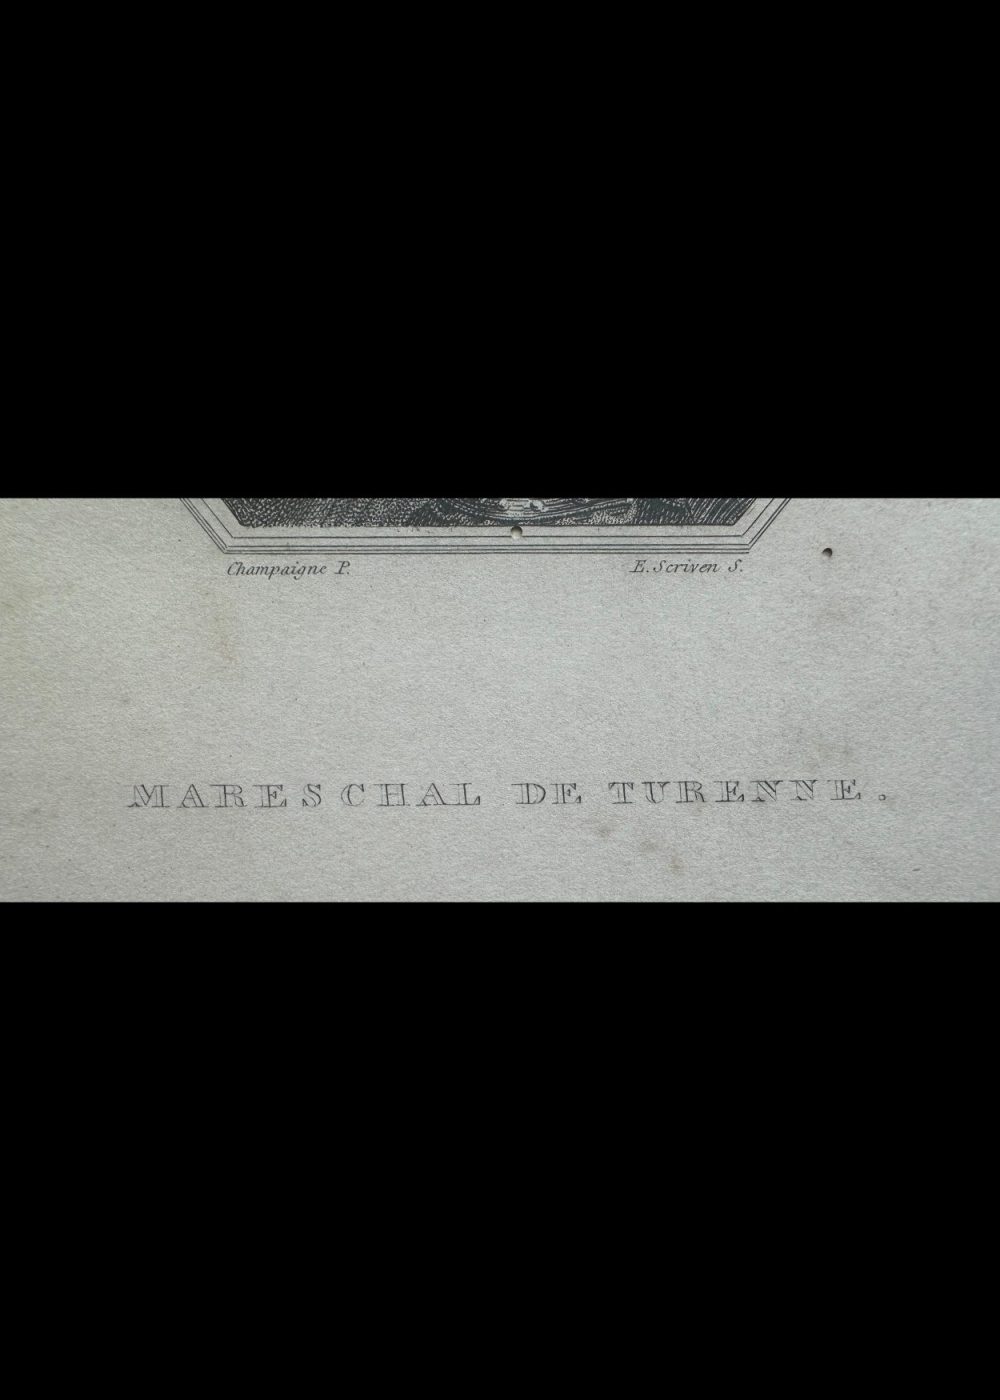 Champaigne P. E. Scriven S.
MARESCHAL DE TURENNE.